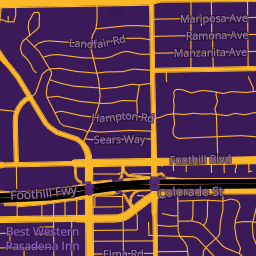 Mariposa Ave
Ramona Ave
Landfair Rd
Manzanita Ave
Hampton Rd
Sears Way
Foothill Blvd
Foothill Fwy
Colorado St
Best Western
Pasadena Inn
Elma Rd